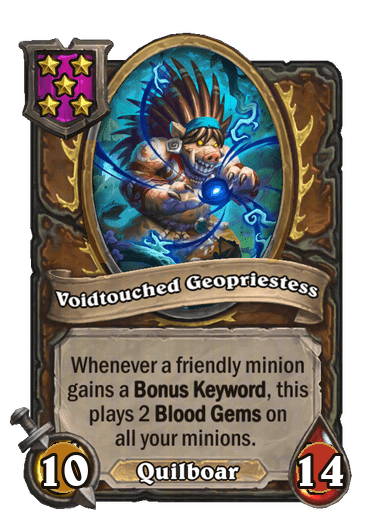 Voidtouched Geopriestess
Whenever a friendly minion
gains a Bonus Keyword, this
plays 2 Blood Gems on
all your minions.
10
Quilboar
14